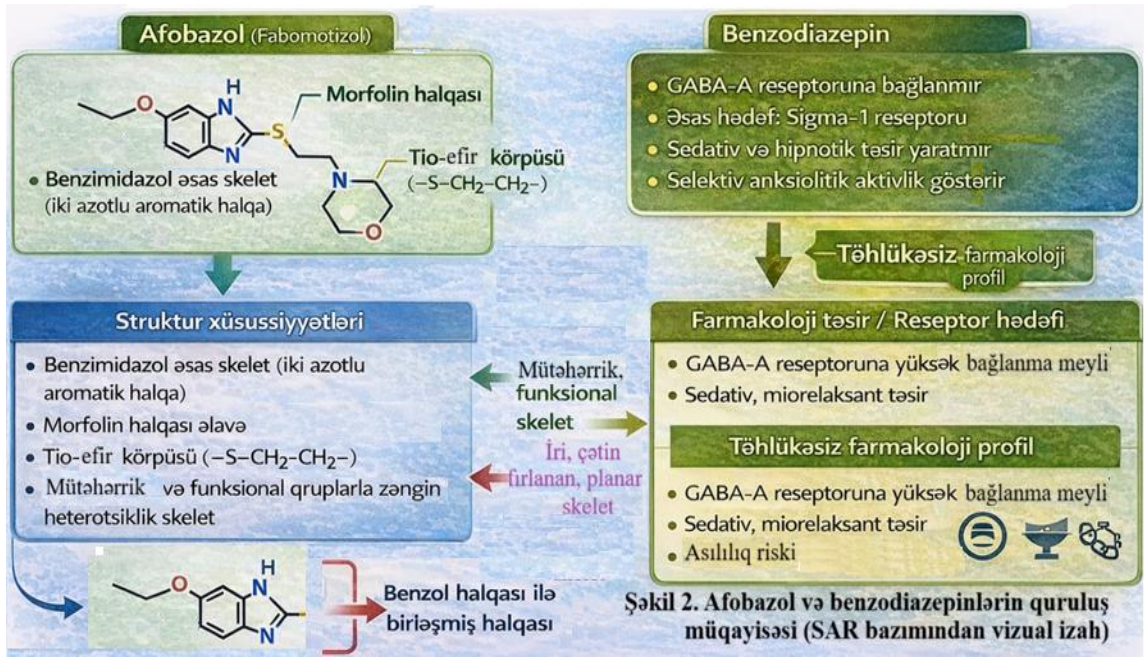 Afobazol (Fabomotizol)
H
N
O
S
N
N
O
Morfolin halqası
Tio-efir körpüsü
(–S–CH₂–CH₂–)
• Benzimidazol əsas skelet
(iki azotlu aromatik halqa)
Benzodiazepin
• GABA-A reseptoruna bağlanmır
• Əsas hədəf: Sigma-1 reseptoru
• Sedativ və hipnotik təsir yaratmır
• Selektiv anksiolitik aktivlik göstərir
Töhlükəsiz farmakoloji
profil
Struktur xüsussiyyətləri
• Benzimidazol əsas skelet (iki azotlu
aromatik halqa)
• Morfolin halqası əlavə
• Tio-efir körpüsü (–S–CH₂–CH₂–)
• Mütəhərrik və funksional qruplarla zəngin
heterotsiklik skelet
Mütəhərrik,
funksional
skelet
İri, çətin
fırlanan, planar
skelet
Farmakoloji təsir / Reseptor hədəfi
• GABA-A reseptoruna yüksək bağlanma meyli
• Sedativ, miorelaksant təsir
Töhlükəsiz farmakoloji profil
• GABA-A reseptoruna yüksək bağlanma meyli
• Sedativ, miorelaksant təsir
• Asılılıq riski
O
H
N
N
Benzol halqası ilə
birləşmiş halqası
Şəkil 2. Afobazol və benzodiazepinlərin quruluş
müqayisəsi (SAR bazımından vizual izah)